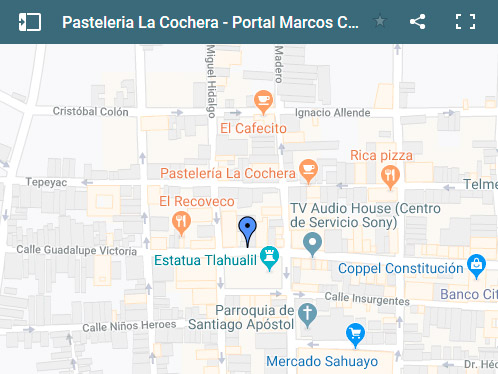 Pasteleria La Cochera - Portal Marcos C...
Miguel Hidalgo
Madero
Cristóbal Colón
Ignacio Allende
El Cafecito
Rica pizza
Pastelería La Cochera
Tepeyac
Telme
El Recoveco
TV Audio House (Centro
de Servicio Sony)
Calle Guadalupe Victoria
Estatua Tlahualil
Coppel Constitución
Banco Cit
Calle Insurgentes
Parroquia de
Santiago Apóstol
Calle Niños Heroes
Mercado Sahuayo
Dr. Héc